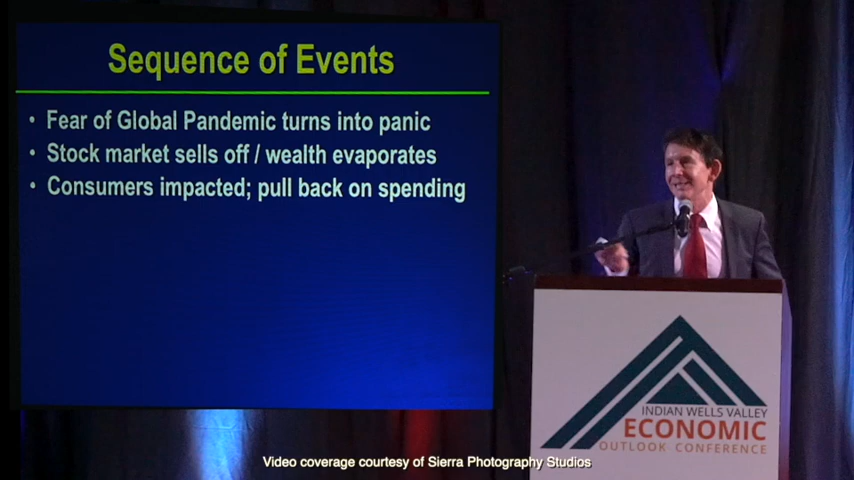 Sequence of Events
• Fear of Global Pandemic turns into panic
• Stock market sells off / wealth evaporates
• Consumers impacted; pull back on spending
INDIAN WELLS VALLEY
ECONOMIC
OUTLOOK CONFERENCE
Video coverage courtesy of Sierra Photography Studios